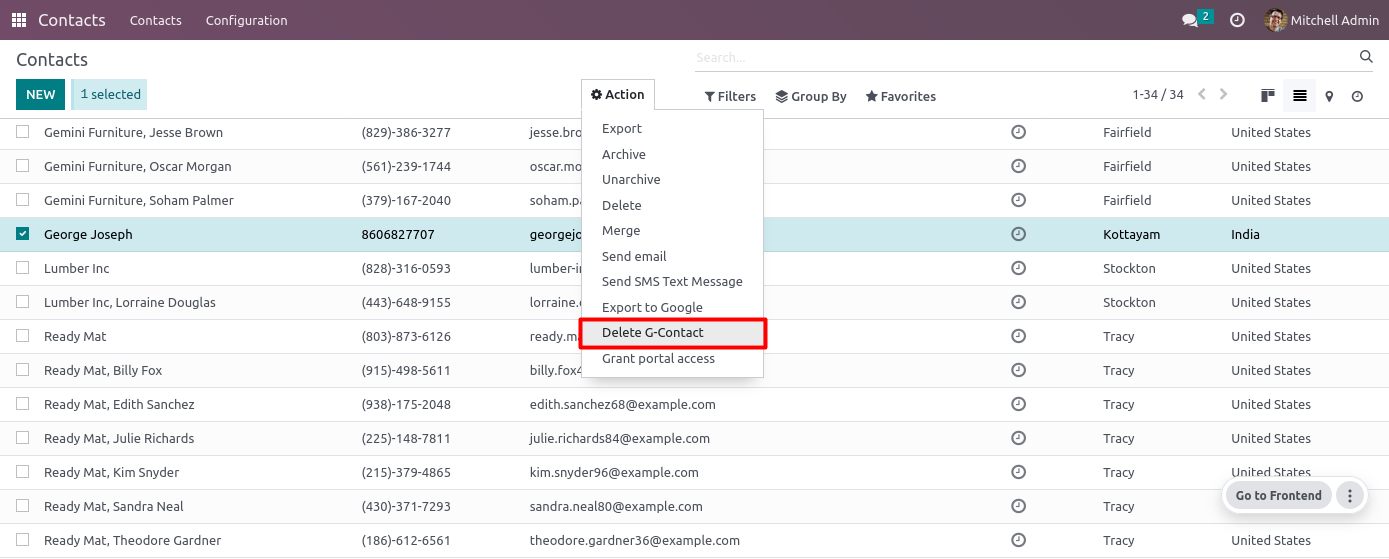 Contacts Contacts Configuration 2 Mitchell Admin
Contacts Search...
NEW 1 selected Action Filters Group By Favorites 1-34 / 34
Export
Archive
Unarchive
Delete
Merge
Send email
Send SMS Text Message
Export to Google
Delete G-Contact
Grant portal access
Gemini Furniture, Jesse Brown (829)-386-3277 jesse.bro Fairfield United States
Gemini Furniture, Oscar Morgan (561)-239-1744 oscar.mo Fairfield United States
Gemini Furniture, Soham Palmer (379)-167-2040 soham.pa Fairfield United States
George Joseph 8606827707 georgejo Kottayam India
Lumber Inc (828)-316-0593 lumber-in Stockton United States
Lumber Inc, Lorraine Douglas (443)-648-9155 lorraine. Stockton United States
Ready Mat (803)-873-6126 ready.ma Tracy United States
Ready Mat, Billy Fox (915)-498-5611 billy.fox4 Tracy United States
Ready Mat, Edith Sanchez (938)-175-2048 edith.sanchez68@example.com Tracy United States
Ready Mat, Julie Richards (225)-148-7811 julie.richards84@example.com Tracy United States
Ready Mat, Kim Snyder (215)-379-4865 kim.snyder96@example.com Tracy United States
Ready Mat, Sandra Neal (430)-371-7293 sandra.neal80@example.com Tracy United States
Go to Frontend
Ready Mat, Theodore Gardner (186)-612-6561 theodore.gardner36@example.com Tracy United States